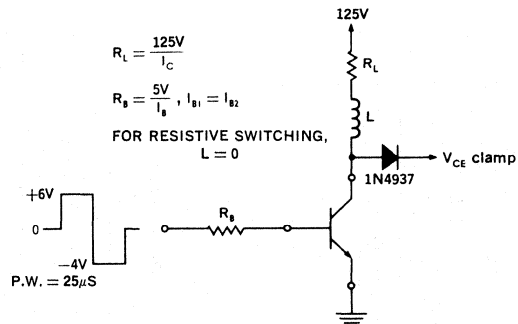 125V
R_L = 125V / I_C
R_L
R_B = 5V / I_B , I_B1 = I_B2
L
FOR RESISTIVE SWITCHING,
L = 0
V_CE clamp
1N4937
+6V
R_B
0
−4V
P.W. = 25μS